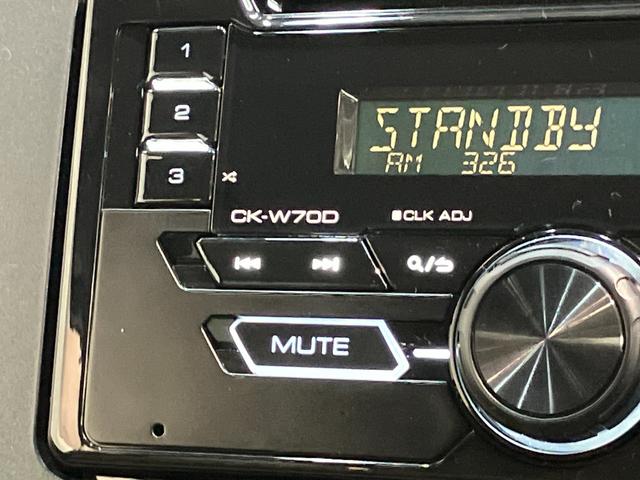 1
STANDBY
2
AM 326
3
CK-W70D
CLK ADJ
MUTE